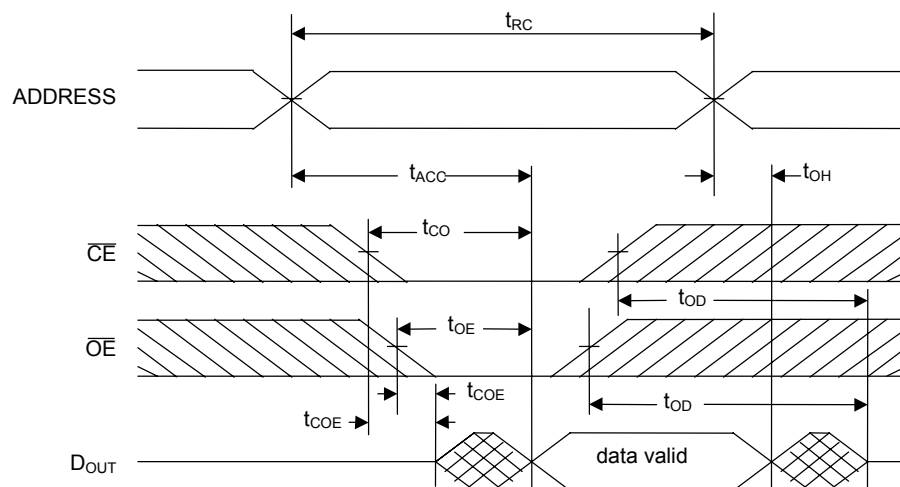 tRC
ADDRESS
tACC
tOH
tCO
CE
tOD
tOE
OE
tCOE
tOD
tCOE
data valid
DOUT